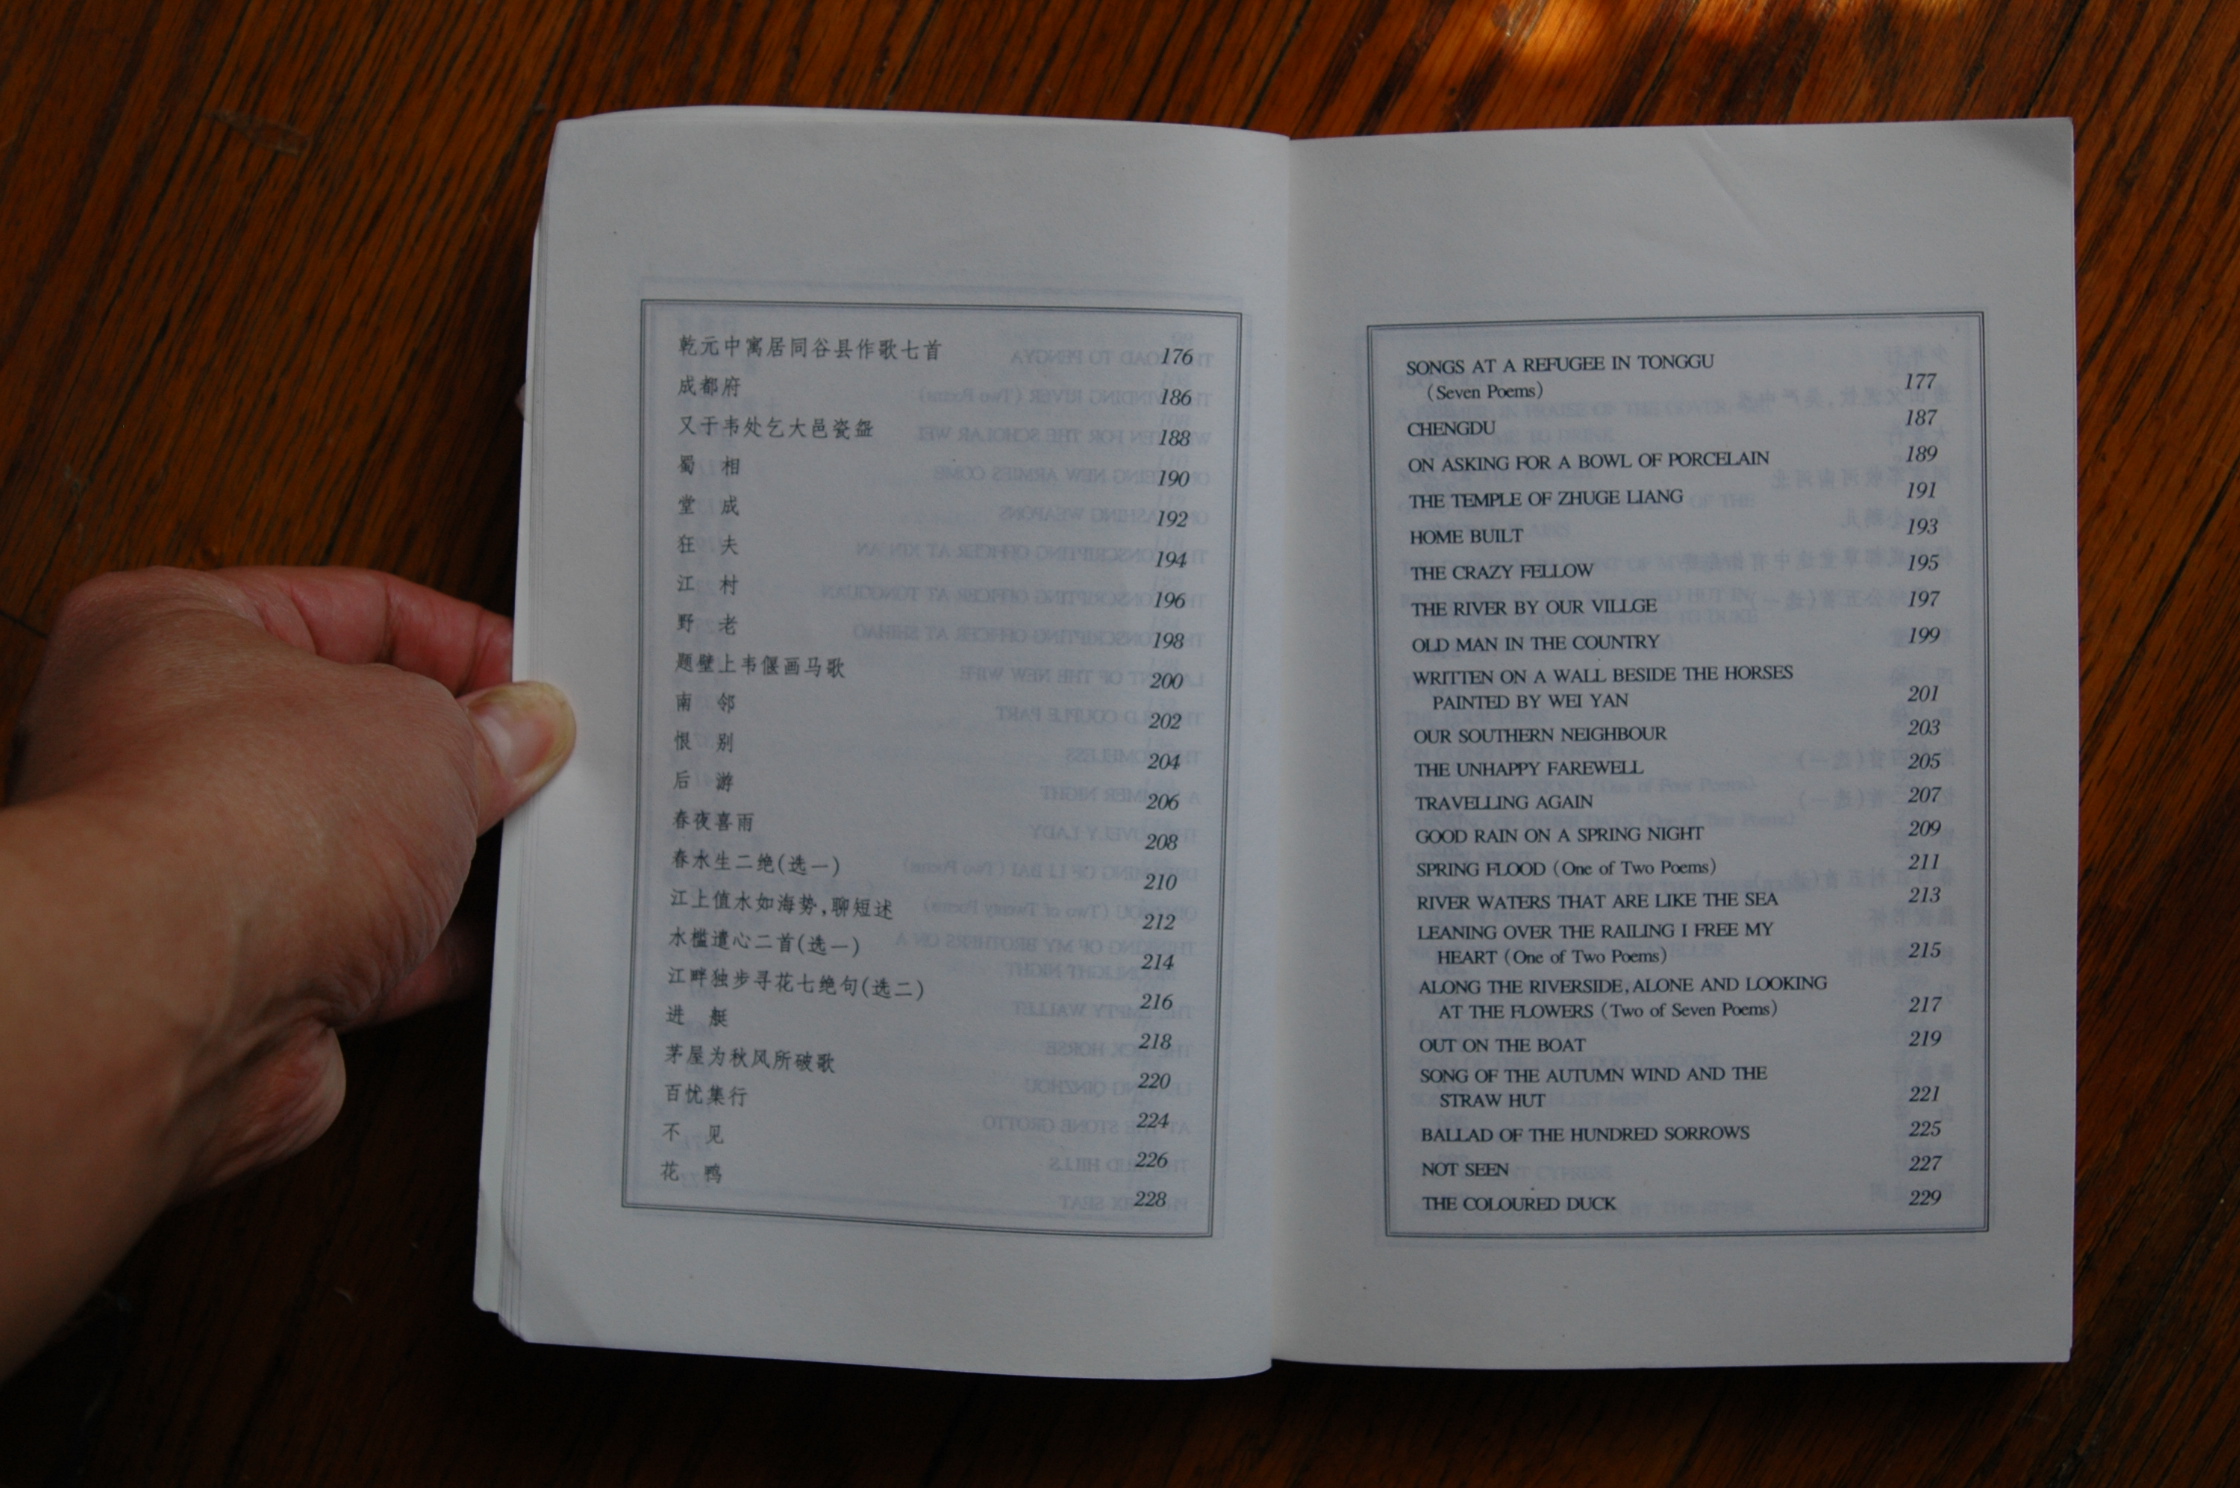 乾元中寓居同谷县作歌七首 176
成都府 186
又于韦处乞大邑瓷盌 188
蜀相 190
堂成 192
狂夫 194
江村 196
野老 198
题壁上韦偃画马歌 200
南邻 202
恨别 204
后游 206
春夜喜雨 208
春水生二绝(选一) 210
江上值水如海势,聊短述 212
水槛遣心二首(选一) 214
江畔独步寻花七绝句(选二) 216
进艇 218
茅屋为秋风所破歌 220
百忧集行 224
不见 226
花鸭 228
SONGS AT A REFUGEE IN TONGGU
(Seven Poems) 177
CHENGDU 187
ON ASKING FOR A BOWL OF PORCELAIN 189
THE TEMPLE OF ZHUGE LIANG 191
HOME BUILT 193
THE CRAZY FELLOW 195
THE RIVER BY OUR VILLGE 197
OLD MAN IN THE COUNTRY 199
WRITTEN ON A WALL BESIDE THE HORSES
PAINTED BY WEI YAN 201
OUR SOUTHERN NEIGHBOUR 203
THE UNHAPPY FAREWELL 205
TRAVELLING AGAIN 207
GOOD RAIN ON A SPRING NIGHT 209
SPRING FLOOD (One of Two Poems) 211
RIVER WATERS THAT ARE LIKE THE SEA 213
LEANING OVER THE RAILING I FREE MY
HEART (One of Two Poems) 215
ALONG THE RIVERSIDE, ALONE AND LOOKING
AT THE FLOWERS (Two of Seven Poems) 217
OUT ON THE BOAT 219
SONG OF THE AUTUMN WIND AND THE
STRAW HUT 221
BALLAD OF THE HUNDRED SORROWS 225
NOT SEEN 227
THE COLOURED DUCK 229